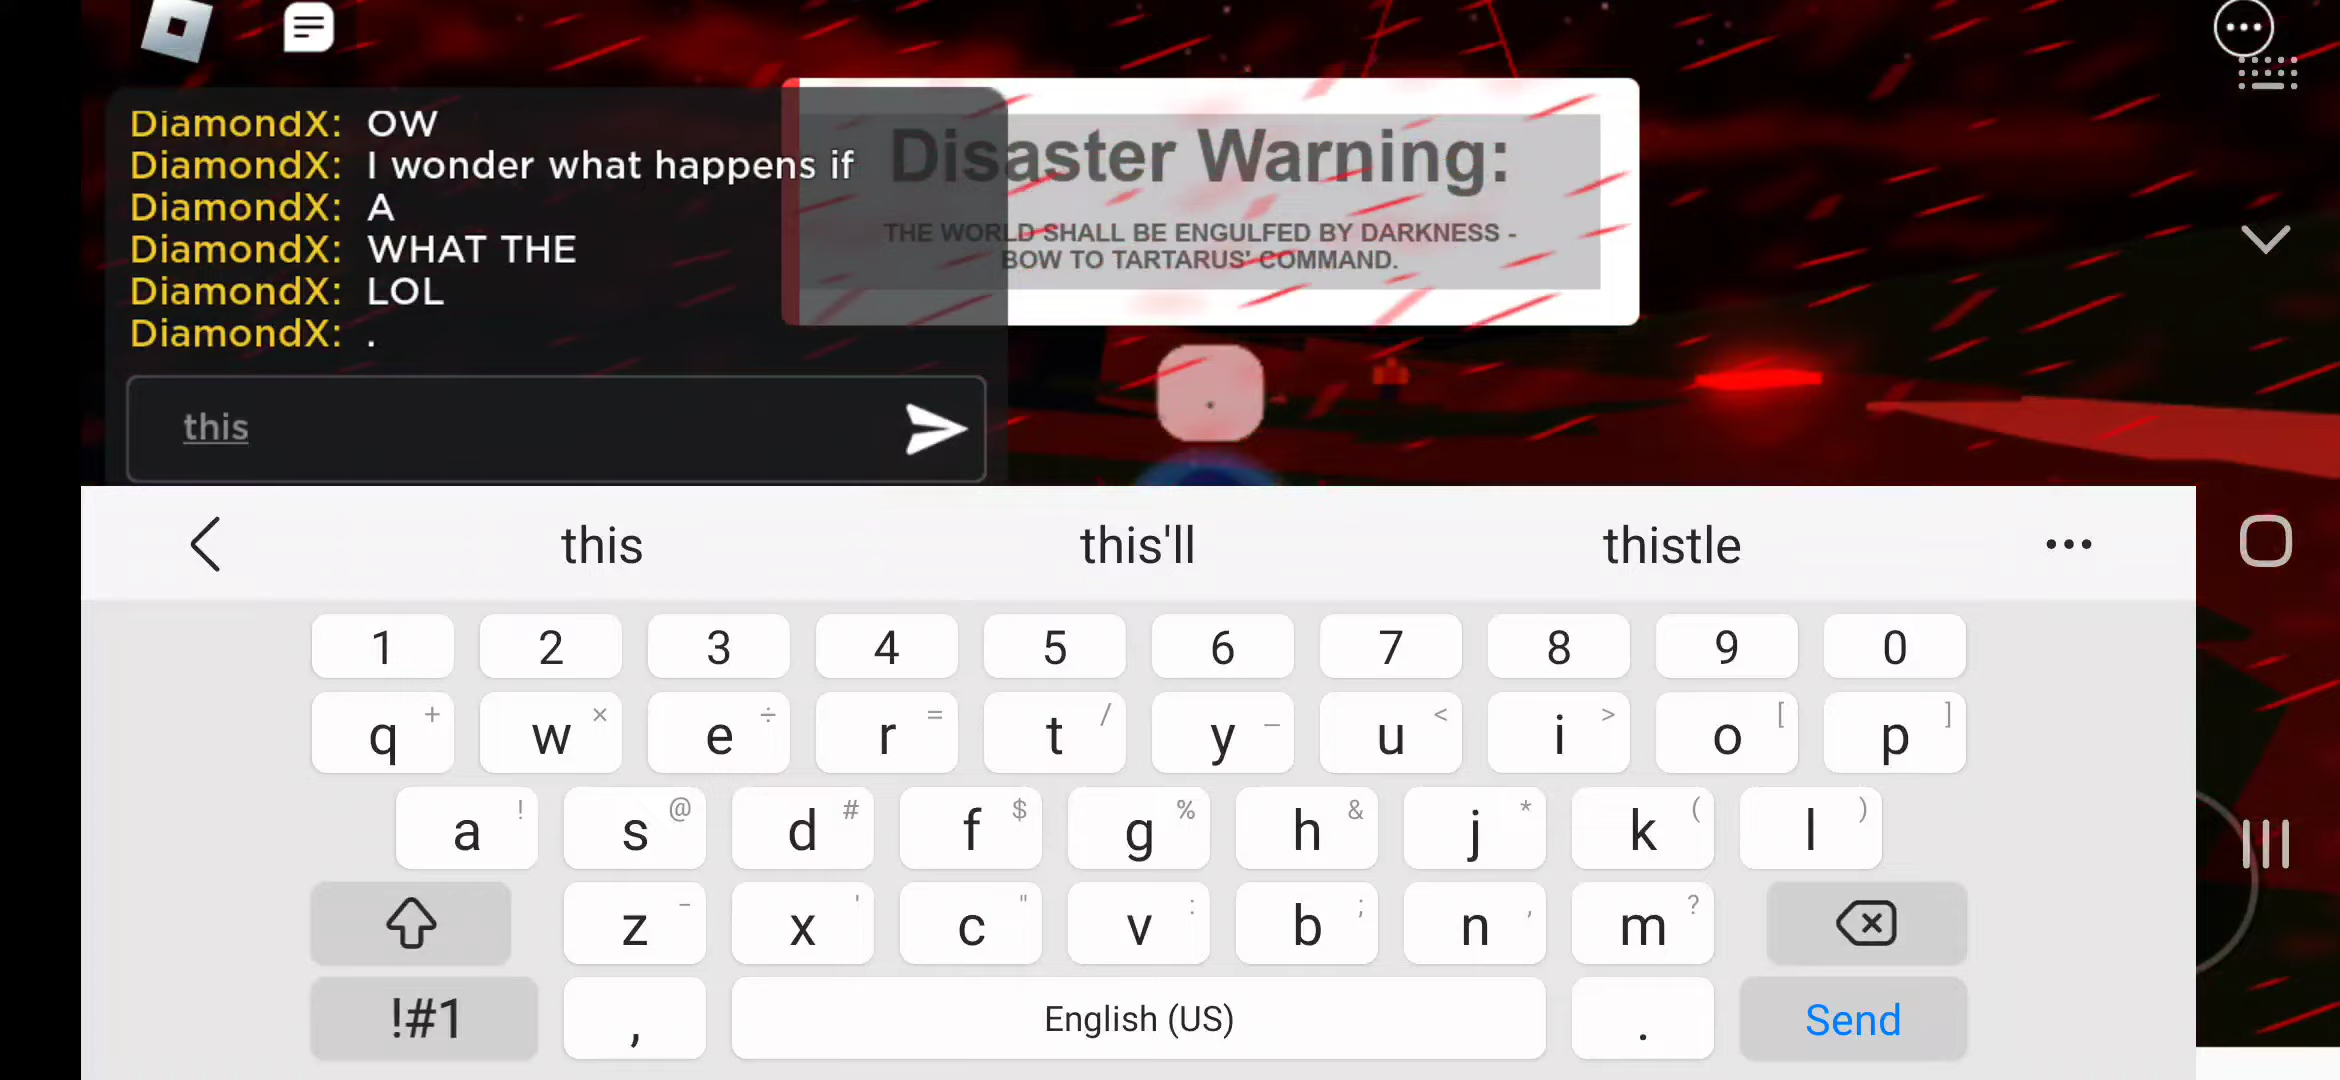 DiamondX: OW
DiamondX: I wonder what happens if
DiamondX: A
DiamondX: WHAT THE
DiamondX: LOL
DiamondX: .
Disaster Warning:
THE WORLD SHALL BE ENGULFED BY DARKNESS -
BOW TO TARTARUS' COMMAND.
.
this
this this'll thistle
1 2 3 4 5 6 7 8 9 0
q + w × e ÷ r = t / y _ u < i > o [ p ]
a ! s @ d # f $ g % h & j * k ( l )
z - x ' c " v : b ; n , m ?
!#1 , English (US) . Send